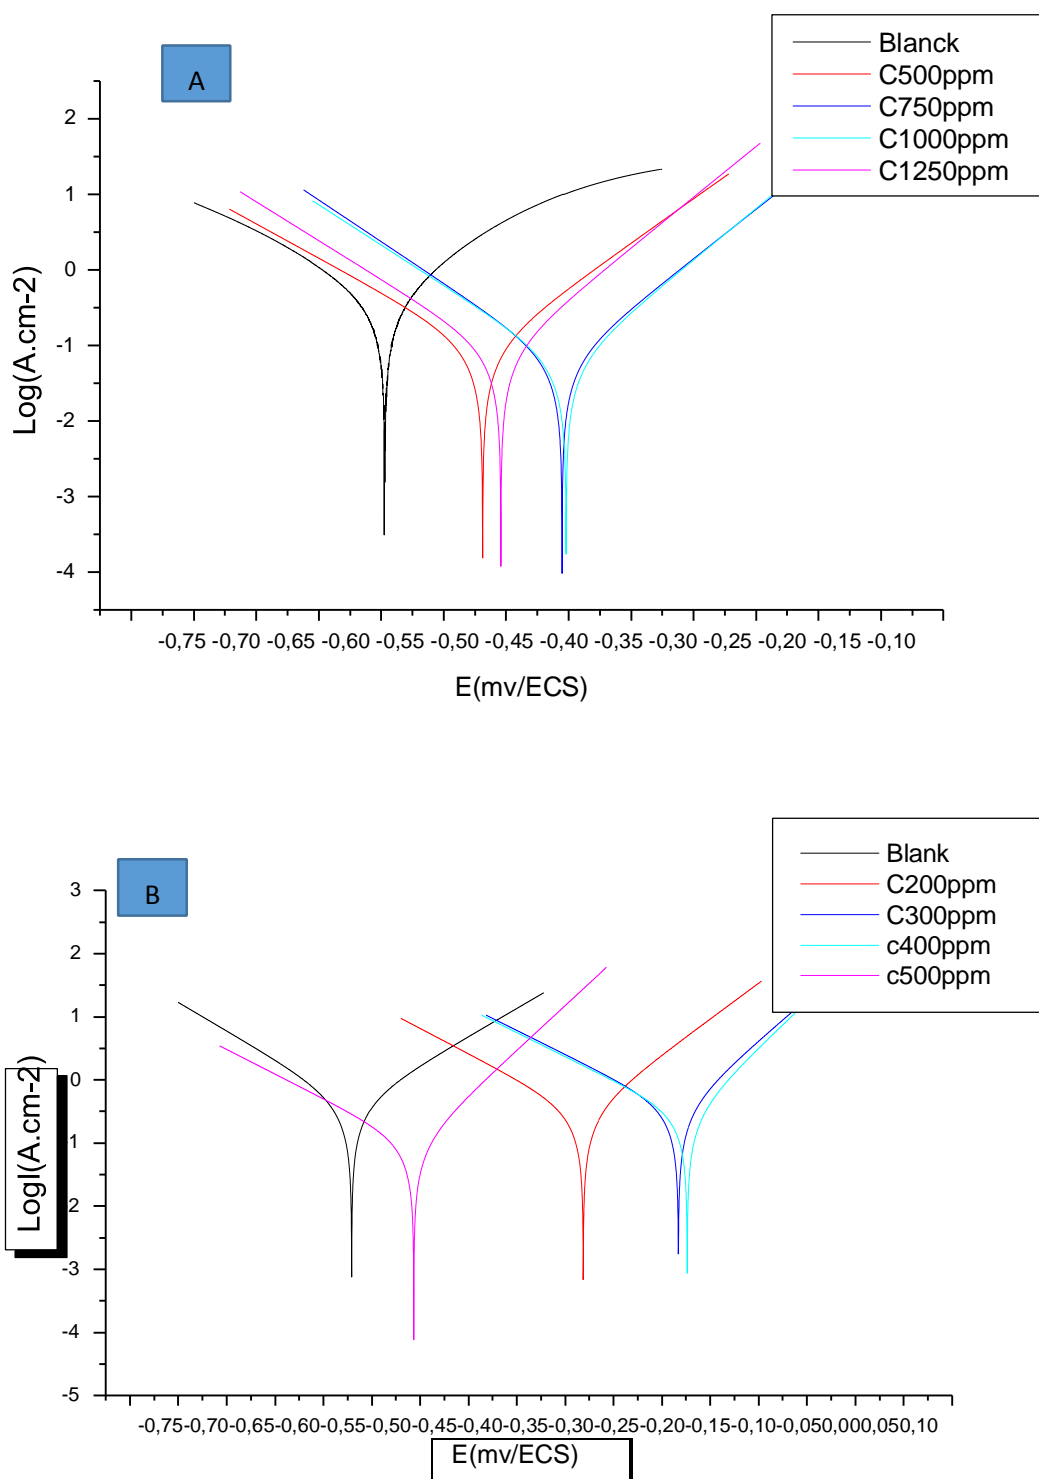 A
Blanck
C500ppm
C750ppm
C1000ppm
C1250ppm
2
1
0
-1
-2
-3
-4
Log(A.cm-2)
-0,75 -0,70 -0,65 -0,60 -0,55 -0,50 -0,45 -0,40 -0,35 -0,30 -0,25 -0,20 -0,15 -0,10
E(mv/ECS)
B
Blank
C200ppm
C300ppm
c400ppm
c500ppm
3
2
1
0
-1
-2
-3
-4
-5
LogI(A.cm-2)
-0,75-0,70-0,65-0,60-0,55-0,50-0,45-0,40-0,35-0,30-0,25-0,20-0,15-0,10-0,050,000,050,10
E(mv/ECS)